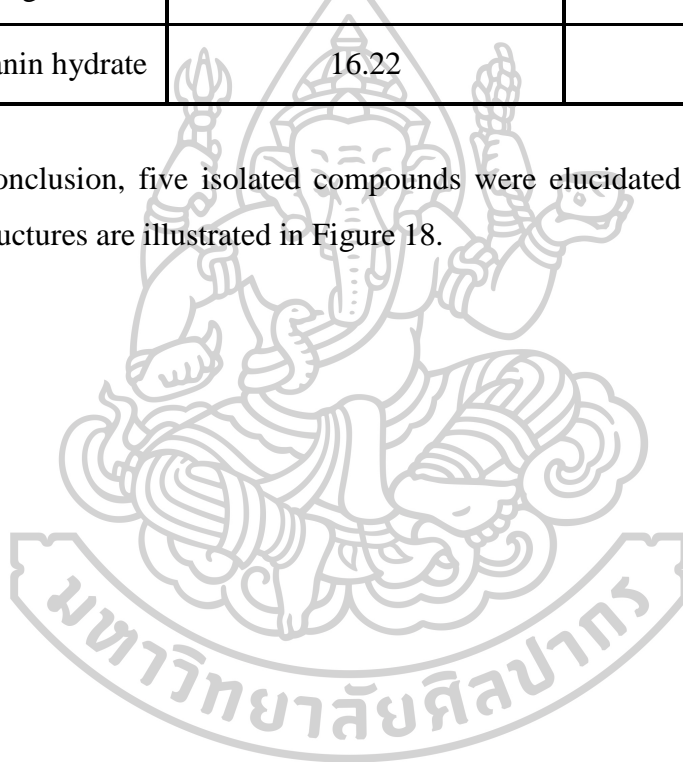 anin hydrate 16.22
onclusion, five isolated compounds were elucidated
uctures are illustrated in Figure 18.
มหาวิทยาลัยศิลปากร